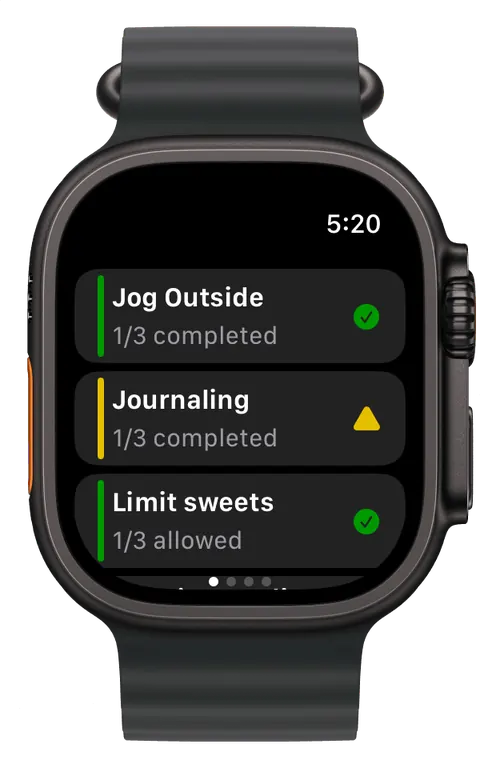 5:20
Jog Outside
1/3 completed
Journaling
1/3 completed
Limit sweets
1/3 allowed